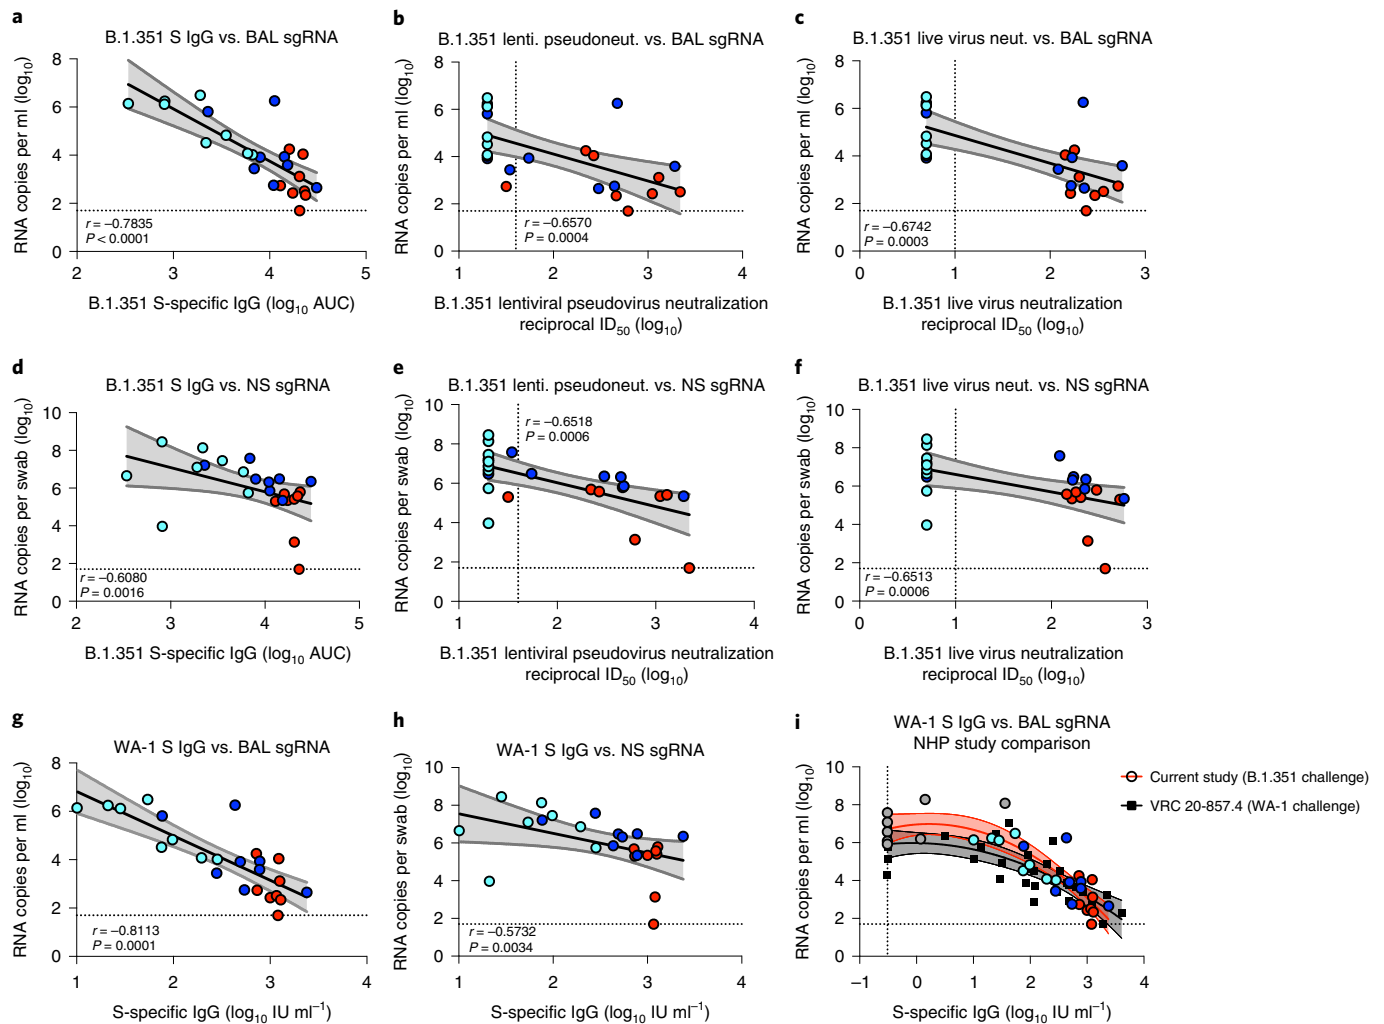 a
B.1.351 S IgG vs. BAL sgRNA
RNA copies per ml (log10)
8
6
4
2
0
r = –0.7835
P < 0.0001
2 3 4 5
B.1.351 S-specific IgG (log10 AUC)
b
B.1.351 lenti. pseudoneut. vs. BAL sgRNA
RNA copies per ml (log10)
8
6
4
2
0
r = –0.6570
P = 0.0004
1 2 3 4
B.1.351 lentiviral pseudovirus neutralization
reciprocal ID50 (log10)
c
B.1.351 live virus neut. vs. BAL sgRNA
RNA copies per ml (log10)
8
6
4
2
0
r = –0.6742
P = 0.0003
0 1 2 3
B.1.351 live virus neutralization
reciprocal ID50 (log10)
d
B.1.351 S IgG vs. NS sgRNA
RNA copies per swab (log10)
10
8
6
4
2
0
r = –0.6080
P = 0.0016
2 3 4 5
B.1.351 S-specific IgG (log10 AUC)
e
B.1.351 lenti. pseudoneut. vs. NS sgRNA
RNA copies per swab (log10)
10
8
6
4
2
0
r = –0.6518
P = 0.0006
1 2 3 4
B.1.351 lentiviral pseudovirus neutralization
reciprocal ID50 (log10)
f
B.1.351 live virus neut. vs. NS sgRNA
RNA copies per swab (log10)
10
8
6
4
2
0
r = –0.6513
P = 0.0006
0 1 2 3
B.1.351 live virus neutralization
reciprocal ID50 (log10)
g
WA-1 S IgG vs. BAL sgRNA
RNA copies per ml (log10)
8
6
4
2
0
r = –0.8113
P = 0.0001
1 2 3 4
S-specific IgG (log10 IU ml−1)
h
WA-1 S IgG vs. NS sgRNA
RNA copies per swab (log10)
10
8
6
4
2
0
r = –0.5732
P = 0.0034
1 2 3 4
S-specific IgG (log10 IU ml−1)
i
WA-1 S IgG vs. BAL sgRNA
NHP study comparison
RNA copies per ml (log10)
10
8
6
4
2
0
–1 0 1 2 3 4
S-specific IgG (log10 IU ml−1)
Current study (B.1.351 challenge)
VRC 20-857.4 (WA-1 challenge)